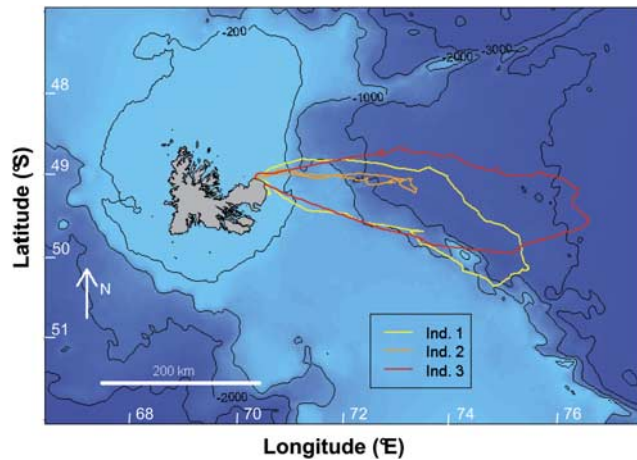 -200
-3000
-2000
48
-1000
49
50
N
51
Ind. 1
Ind. 2
Ind. 3
200 km
-2000
68
70
72
74
76
Latitude (°S)
Longitude (°E)